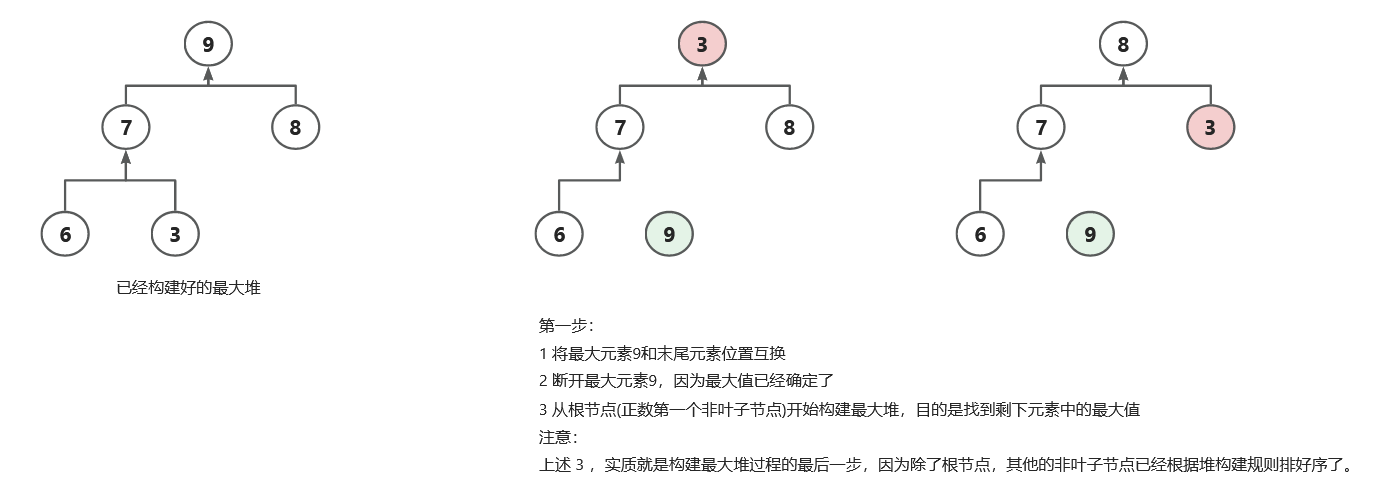 9
3
8
7
8
7
8
7
3
6
3
6
9
6
9
已经构建好的最大堆
第一步：
1 将最大元素9和末尾元素位置互换
2 断开最大元素9，因为最大值已经确定了
3 从根节点(正数第一个非叶子节点)开始构建最大堆，目的是找到剩下元素中的最大值
注意：
上述 3 ，实质就是构建最大堆过程的最后一步，因为除了根节点，其他的非叶子节点已经根据堆构建规则排好序了。